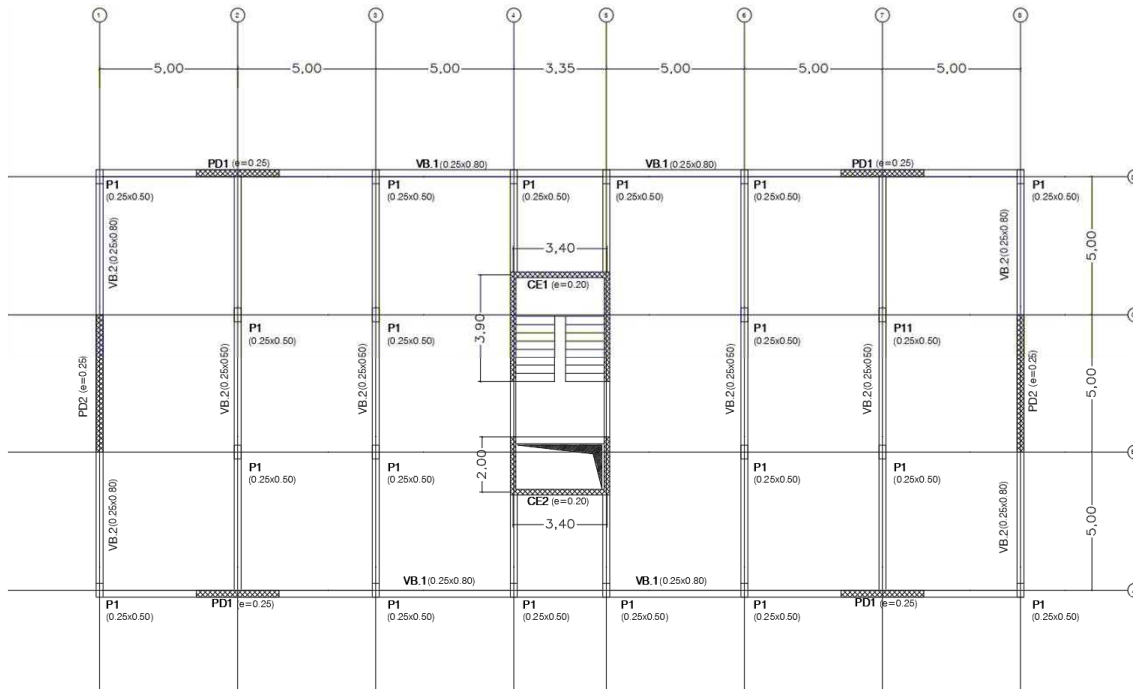 1 2 3 4 5 6 7 8
5,00 5,00 5,00 3,35 5,00 5,00 5,00
PD1 (e=0.25) VB.1 (0.25x0.80) VB.1 (0.25x0.80) PD1 (e=0.25)
P1 P1 P1 P1 P1 P1
(0.25x0.50) (0.25x0.50) (0.25x0.50) (0.25x0.50) (0.25x0.50) (0.25x0.50)
VB.2 (0.25x0.80) VB.2 (0.25x0.80) 5,00
3,40
CE1 (e=0.20)
3,90
P1 P1 P11
(0.25x0.50) (0.25x0.50) (0.25x0.50)
PD2 (e=0.25) VB.2 (0.25x050) VB.2 (0.25x050) VB.2 (0.25x050) VB.2 (0.25x050) PD2 (e=0.25) 5,00
P1 P1 P1 P1
(0.25x0.50) (0.25x0.50) (0.25x0.50) (0.25x0.50)
2,00
CE2 (e=0.20)
3,40
VB.2 (0.25x0.80) VB.2 (0.25x0.80) 5,00
VB.1 (0.25x0.80) VB.1 (0.25x0.80)
P1 PD1 (e=0.25) P1 P1 P1 P1 PD1 (e=0.25) P1
(0.25x0.50) (0.25x0.50) (0.25x0.50) (0.25x0.50) (0.25x0.50) (0.25x0.50)